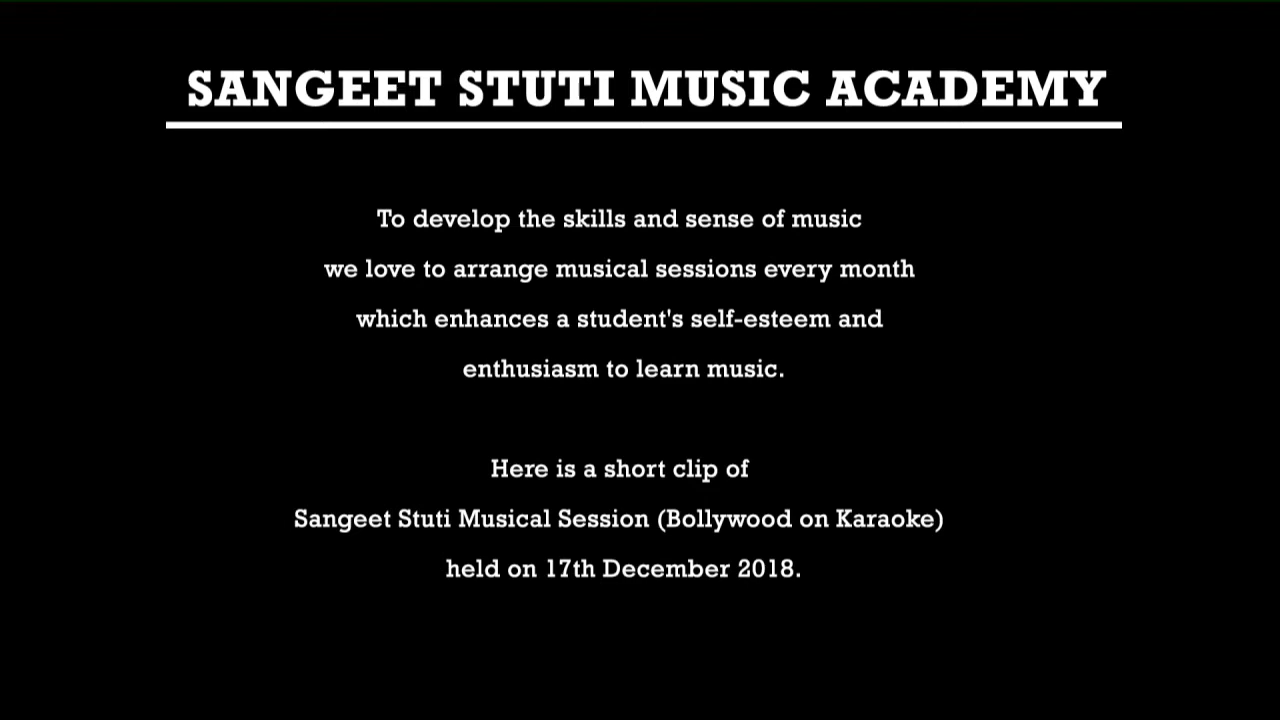 SANGEET STUTI MUSIC ACADEMY
To develop the skills and sense of music
we love to arrange musical sessions every month
which enhances a student's self-esteem and
enthusiasm to learn music.
Here is a short clip of
Sangeet Stuti Musical Session (Bollywood on Karaoke)
held on 17th December 2018.